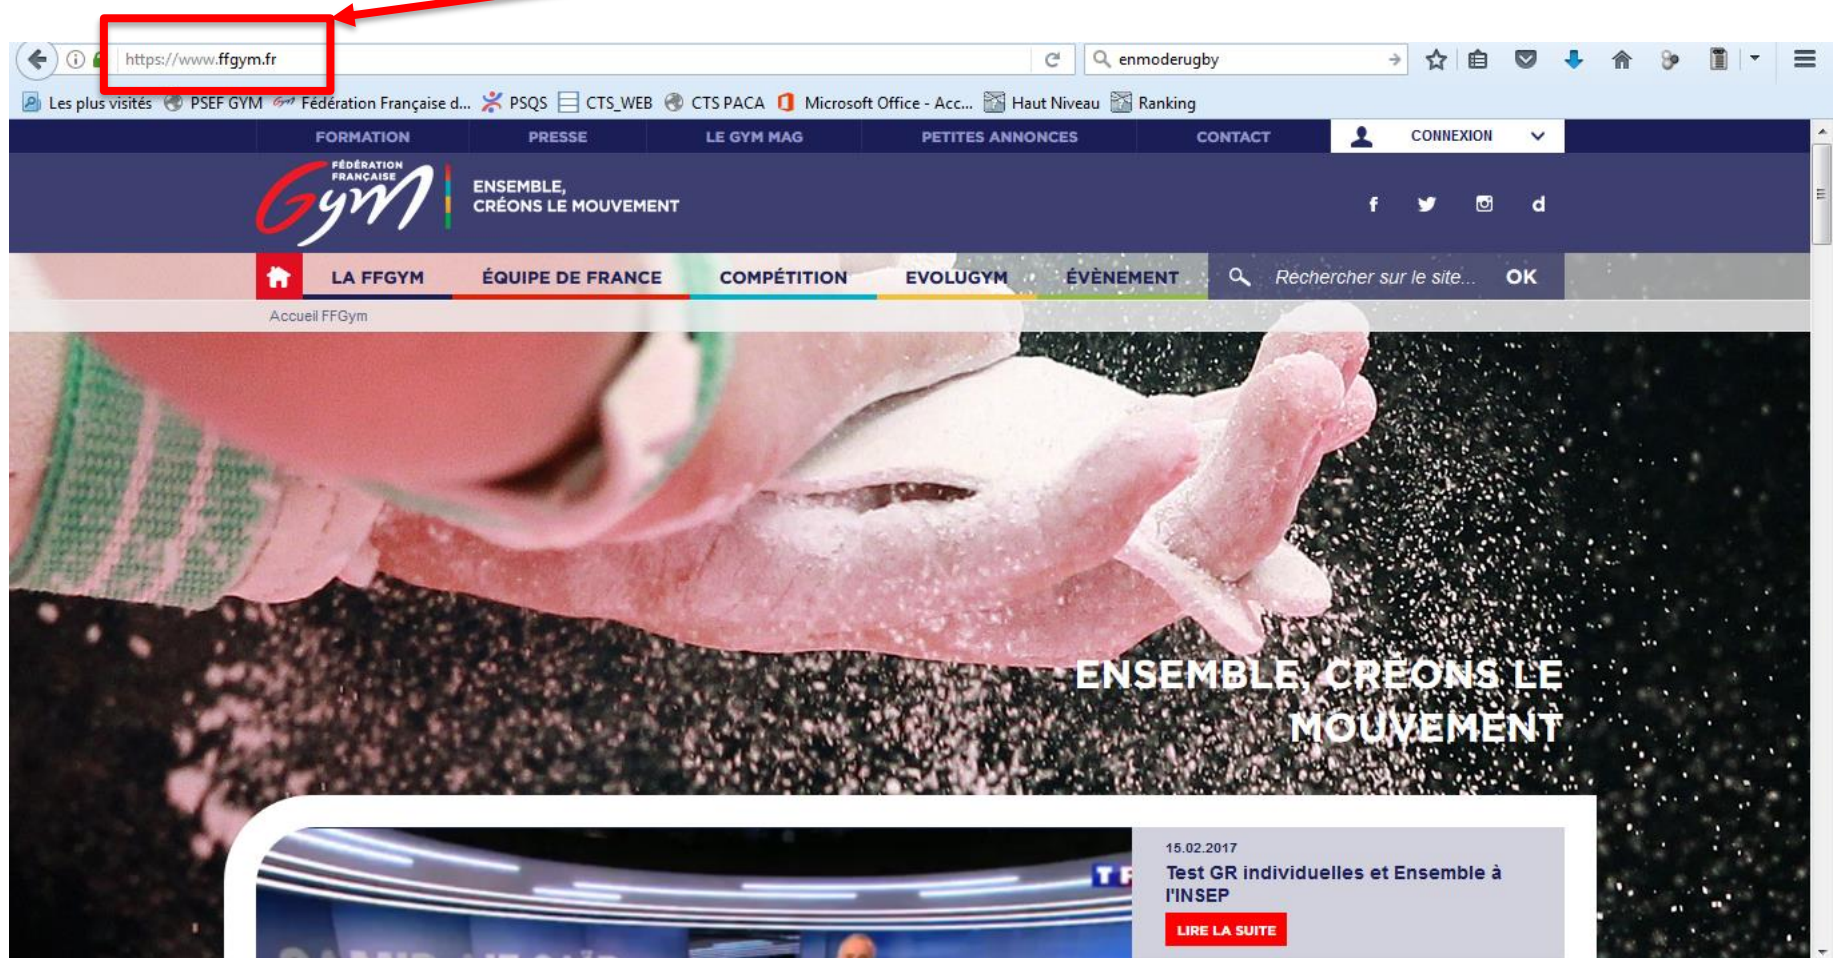 https://www.ffgym.fr
enmoderugby
Les plus visités PSEF GYM Fédération Française d... PSQS CTS_WEB CTS PACA Microsoft Office - Acc... Haut Niveau Ranking
FORMATION PRESSE LE GYM MAG PETITES ANNONCES CONTACT CONNEXION
FÉDÉRATION
FRANÇAISE
Gym
ENSEMBLE,
CRÉONS LE MOUVEMENT
LA FFGYM ÉQUIPE DE FRANCE COMPÉTITION EVOLUGYM ÉVÈNEMENT Rechercher sur le site... OK
Accueil FFGym
ENSEMBLE, CRÉONS LE
MOUVEMENT
15.02.2017
Test GR individuelles et Ensemble à
l'INSEP
LIRE LA SUITE